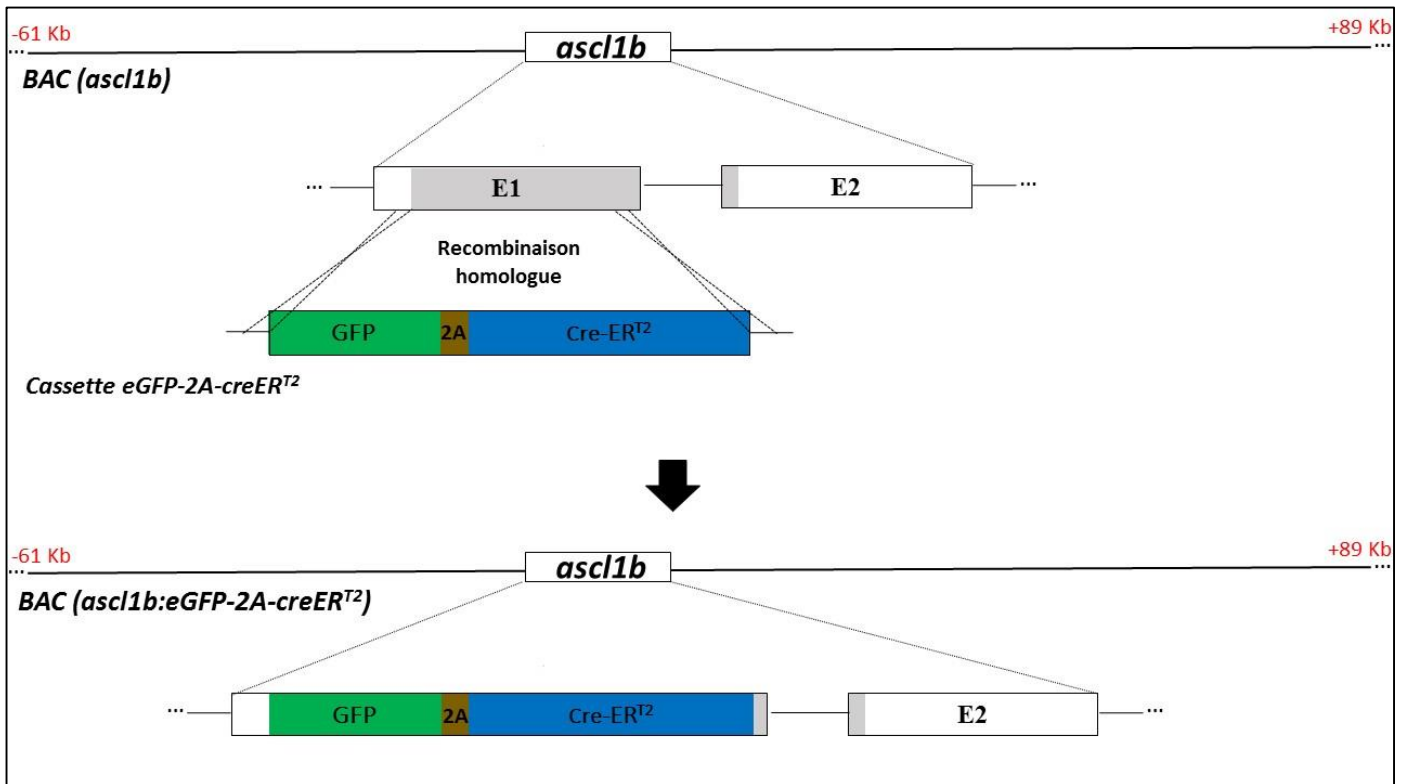 -61 Kb
ascl1b
+89 Kb
...
...
BAC (ascl1b)
...
E1
E2
...
Recombinaison
homologue
GFP
2A
Cre-ERT2
Cassette eGFP-2A-creERT2
-61 Kb
ascl1b
+89 Kb
...
...
BAC (ascl1b:eGFP-2A-creERT2)
...
GFP
2A
Cre-ERT2
E2
...